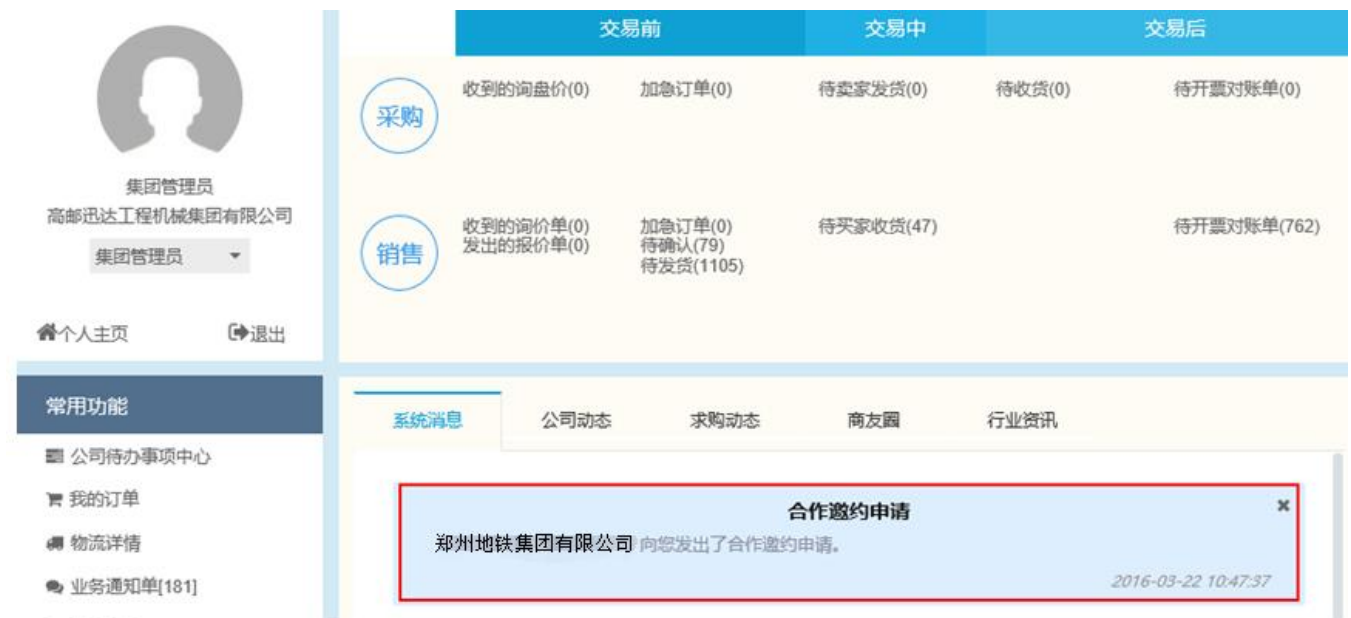 交易前 交易中 交易后
采购 收到的询盘价(0) 加急订单(0) 待卖家发货(0) 待收货(0) 待开票对账单(0)
集团管理员
高邮迅达工程机械集团有限公司
集团管理员
销售 收到的询价单(0) 加急订单(0) 待买家收货(47) 待开票对账单(762)
发出的报价单(0) 待确认(79)
待发货(1105)
个人主页 退出
常用功能
公司待办事项中心
我的订单
物流详情
业务通知单[181]
系统消息 公司动态 求购动态 商友圈 行业资讯
合作邀约申请
郑州地铁集团有限公司 向您发出了合作邀约申请。
2016-03-22 10:47:37